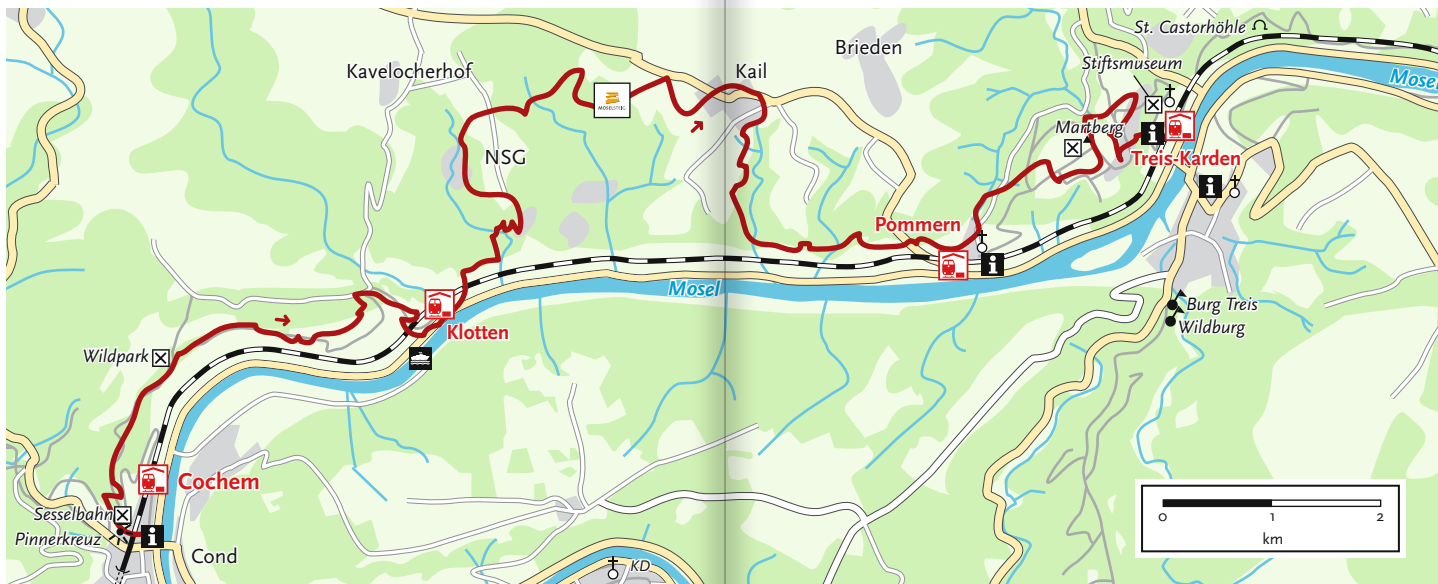 St. Castorhöhle
Brieden
Kavelocherhof
Kail
Stiftsmuseum
Mosel
MOSELSTEIG
Martberg
NSG
Treis-Karden
i
i
Pommern
i
Mosel
Burg Treis
Klotten
Wildburg
Wildpark
Cochem
Sesselbahn
Pinnerkreuz
i
Cond
KD
0 1 2
km